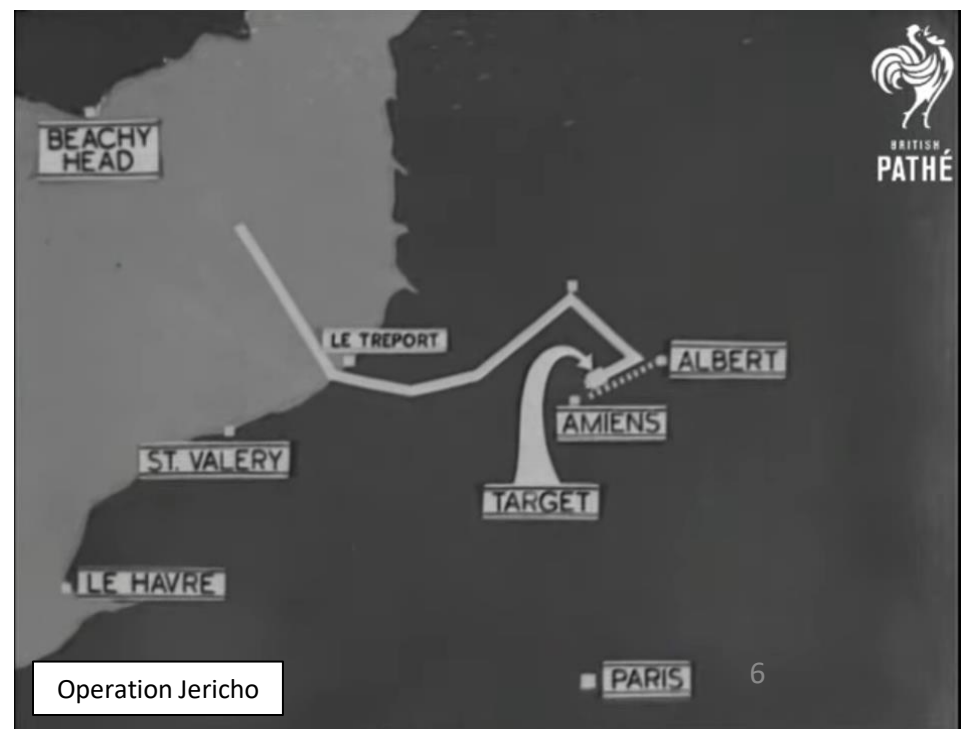 BEACHY
HEAD
BRITISH
PATHÉ
LE TREPORT
ALBERT
AMIENS
ST. VALERY
TARGET
LE HAVRE
Operation Jericho
PARIS
6